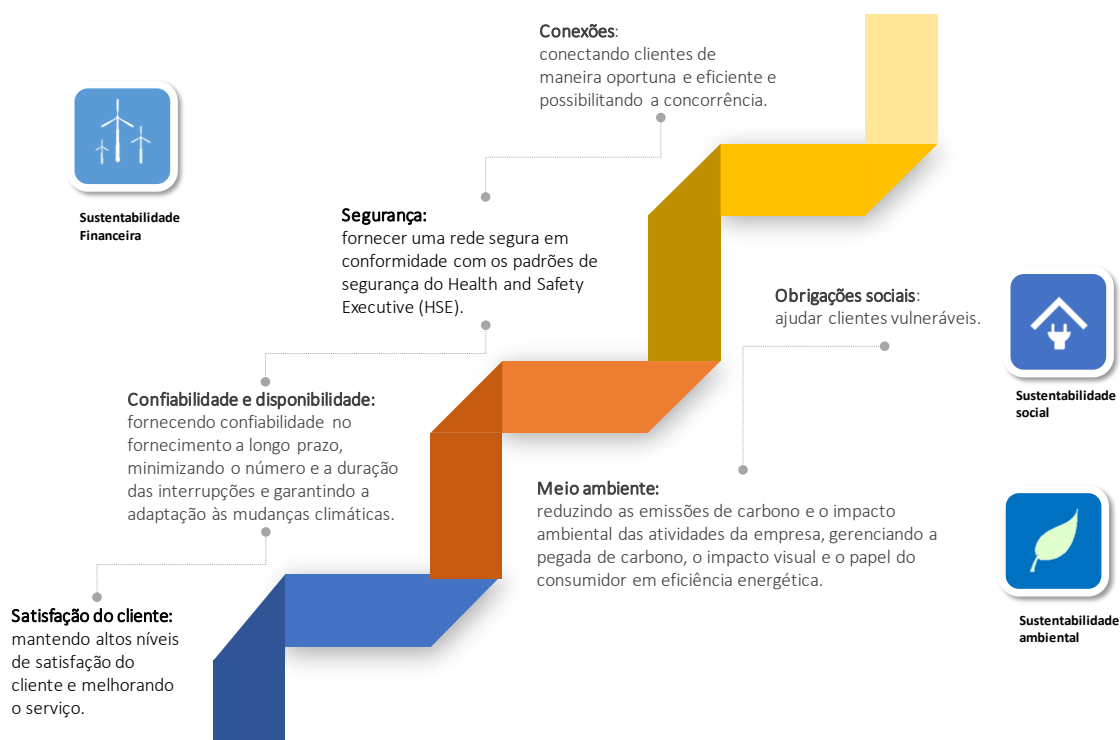 Conexões:
conectando clientes de
maneira oportuna e eficiente e
possibilitando a concorrência.
Sustentabilidade
Financeira
Segurança:
fornecer uma rede segura em
conformidade com os padrões de
segurança do Health and Safety
Executive (HSE).
Obrigações sociais:
ajudar clientes vulneráveis.
Sustentabilidade
social
Confiabilidade e disponibilidade:
fornecendo confiabilidade no
fornecimento a longo prazo,
minimizando o número e a duração
das interrupções e garantindo a
adaptação às mudanças climáticas.
Meio ambiente:
reduzindo as emissões de carbono e o impacto
ambiental das atividades da empresa, gerenciando a
pegada de carbono, o impacto visual e o papel do
consumidor em eficiência energética.
Sustentabilidade
ambiental
Satisfação do cliente:
mantendo altos níveis
de satisfação do
cliente e melhorando
o serviço.